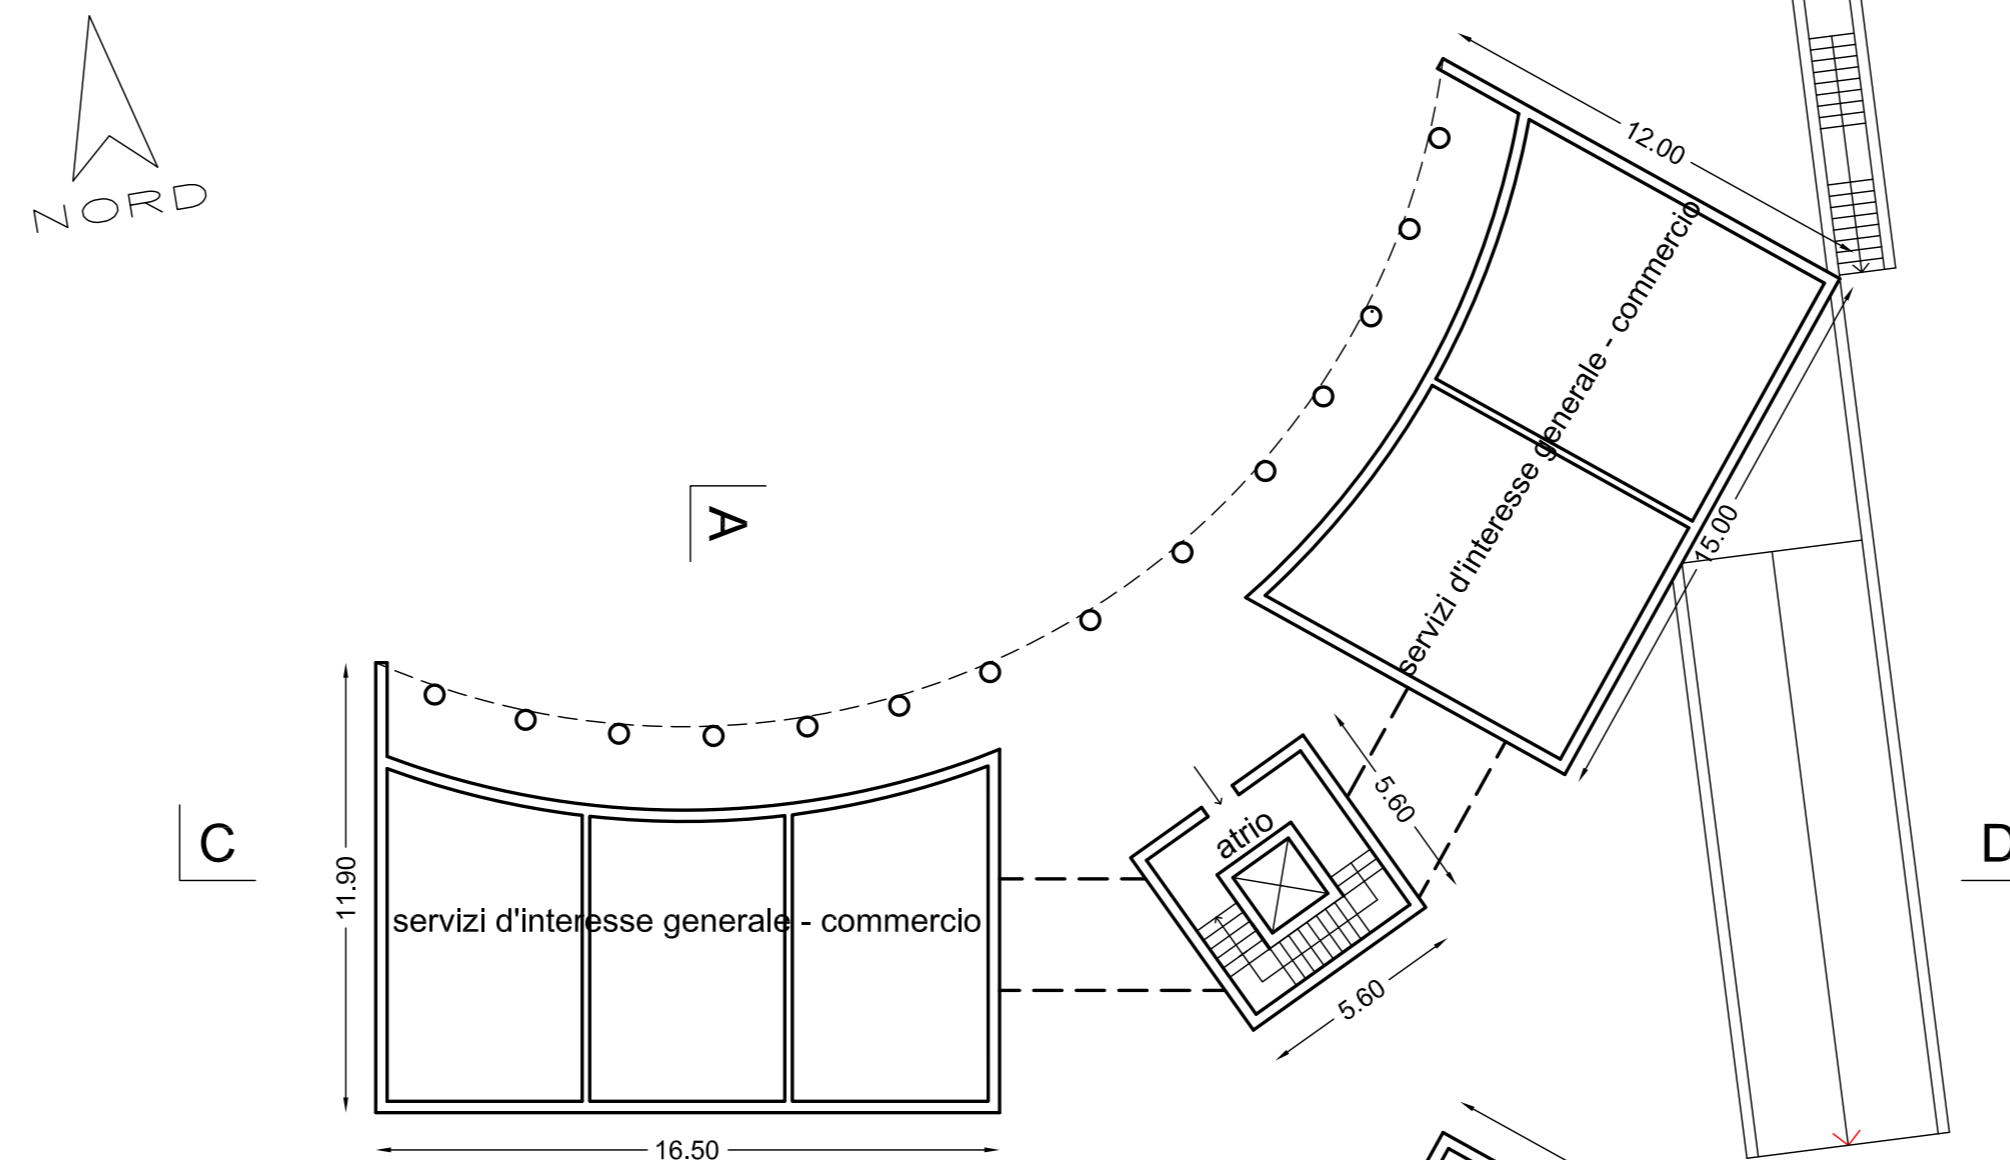 NORD
12.00
servizi d'interesse generale - commercio
A
15.00
5.60
C
atrio
D
11.90
servizi d'interesse generale - commercio
5.60
16.50